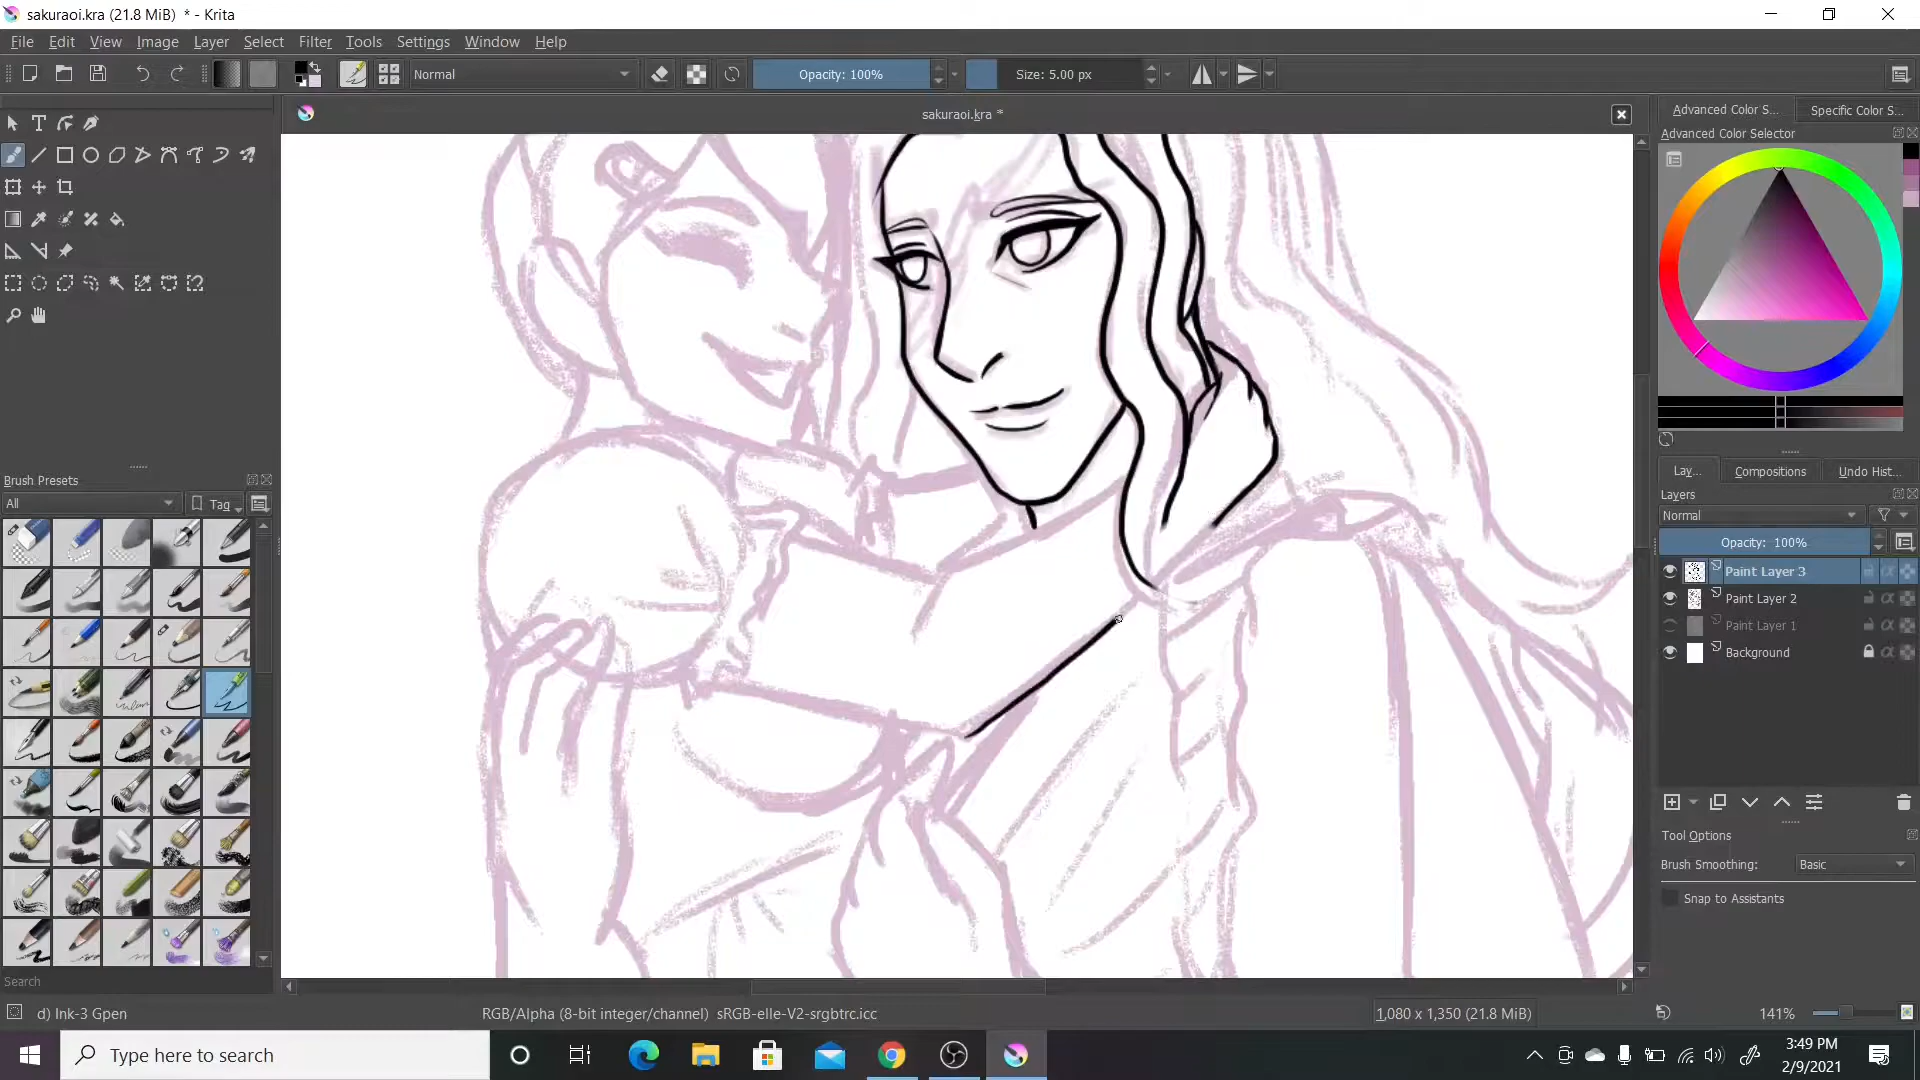 sakuraoi.kra (21.8 MiB) * - Krita
File Edit View Image Layer Select Filter Tools Settings Window Help
Normal
Opacity: 100%
Size: 5.00 px
sakuraoi.kra *
Advanced Color S...
Specific Color S...
Advanced Color Selector
Brush Presets
All
Tag
Search
Lay...
Compositions
Undo Hist...
Layers
Normal
Opacity: 100%
Paint Layer 3
Paint Layer 2
Paint Layer 1
Background
Tool Options
Brush Smoothing:
Basic
Snap to Assistants
d) Ink-3 Gpen
RGB/Alpha (8-bit integer/channel) sRGB-elle-V2-srgbtrc.icc
1,080 x 1,350 (21.8 MiB)
141%
Type here to search
3:49 PM
2/9/2021